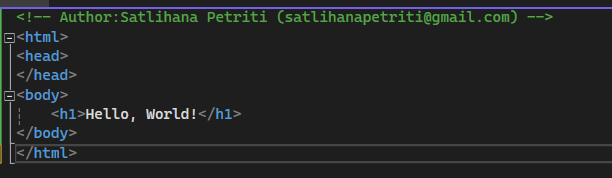 <!-- Author:Satlihana Petriti (satlihanapetriti@gmail.com) -->
<html>
<head>
</head>
<body>
    <h1>Hello, World!</h1>
</body>
</html>